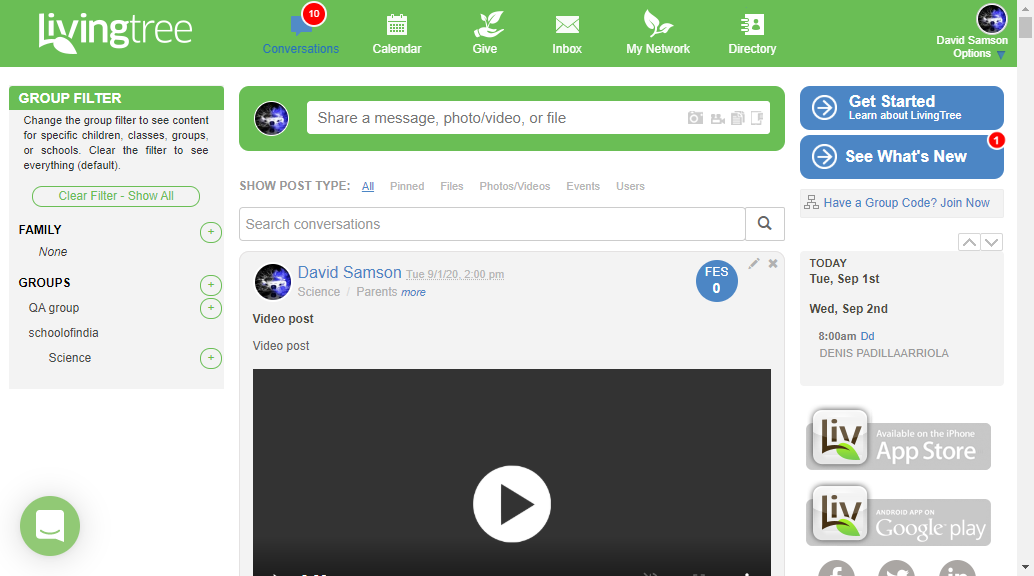 livingtree
10
Conversations
Calendar
Give
Inbox
My Network
Directory
David Samson
Options
GROUP FILTER
Change the group filter to see content
for specific children, classes, groups,
or schools. Clear the filter to see
everything (default).
Clear Filter - Show All
FAMILY
+
None
GROUPS
+
QA group
+
schoolofindia
Science
+
Share a message, photo/video, or file
SHOW POST TYPE: All Pinned Files Photos/Videos Events Users
Search conversations
David Samson Tue 9/1/20, 2:00 pm
Science / Parents more
FES
0
Video post
Video post
Get Started
Learn about LivingTree
1
See What's New
Have a Group Code? Join Now
TODAY
Tue, Sep 1st
Wed, Sep 2nd
8:00am Dd
DENIS PADILLAARRIOLA
Liv
Available on the iPhone
App Store
Liv
ANDROID APP ON
Google play